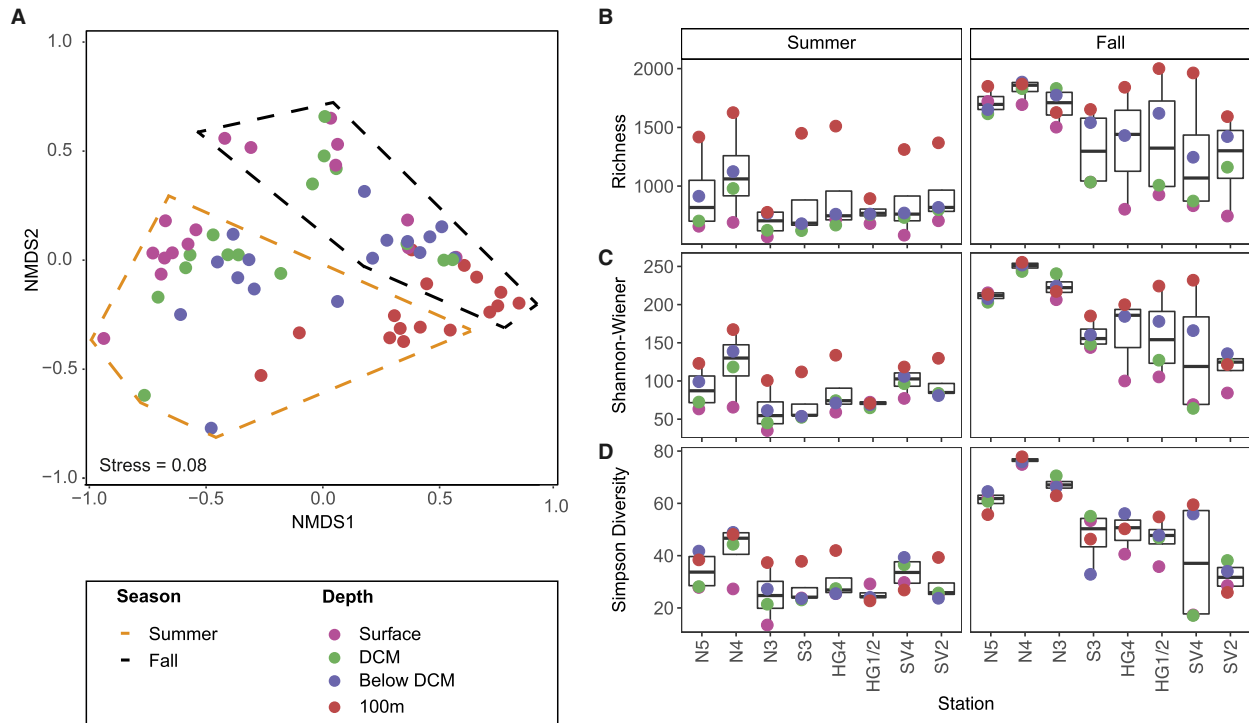 A
1.0
0.5
0.0
−0.5
−1.0
NMDS2
Stress = 0.08
−1.0
−0.5
0.0
0.5
1.0
NMDS1
Season
Summer
Fall
Depth
Surface
DCM
Below DCM
100m
B
Summer
Fall
2000
1500
1000
Richness
C
250
200
150
100
50
Shannon-Wiener
D
80
60
40
20
Simpson Diversity
N5
N4
N3
S3
HG4
HG1/2
SV4
SV2
N5
N4
N3
S3
HG4
HG1/2
SV4
SV2
Station